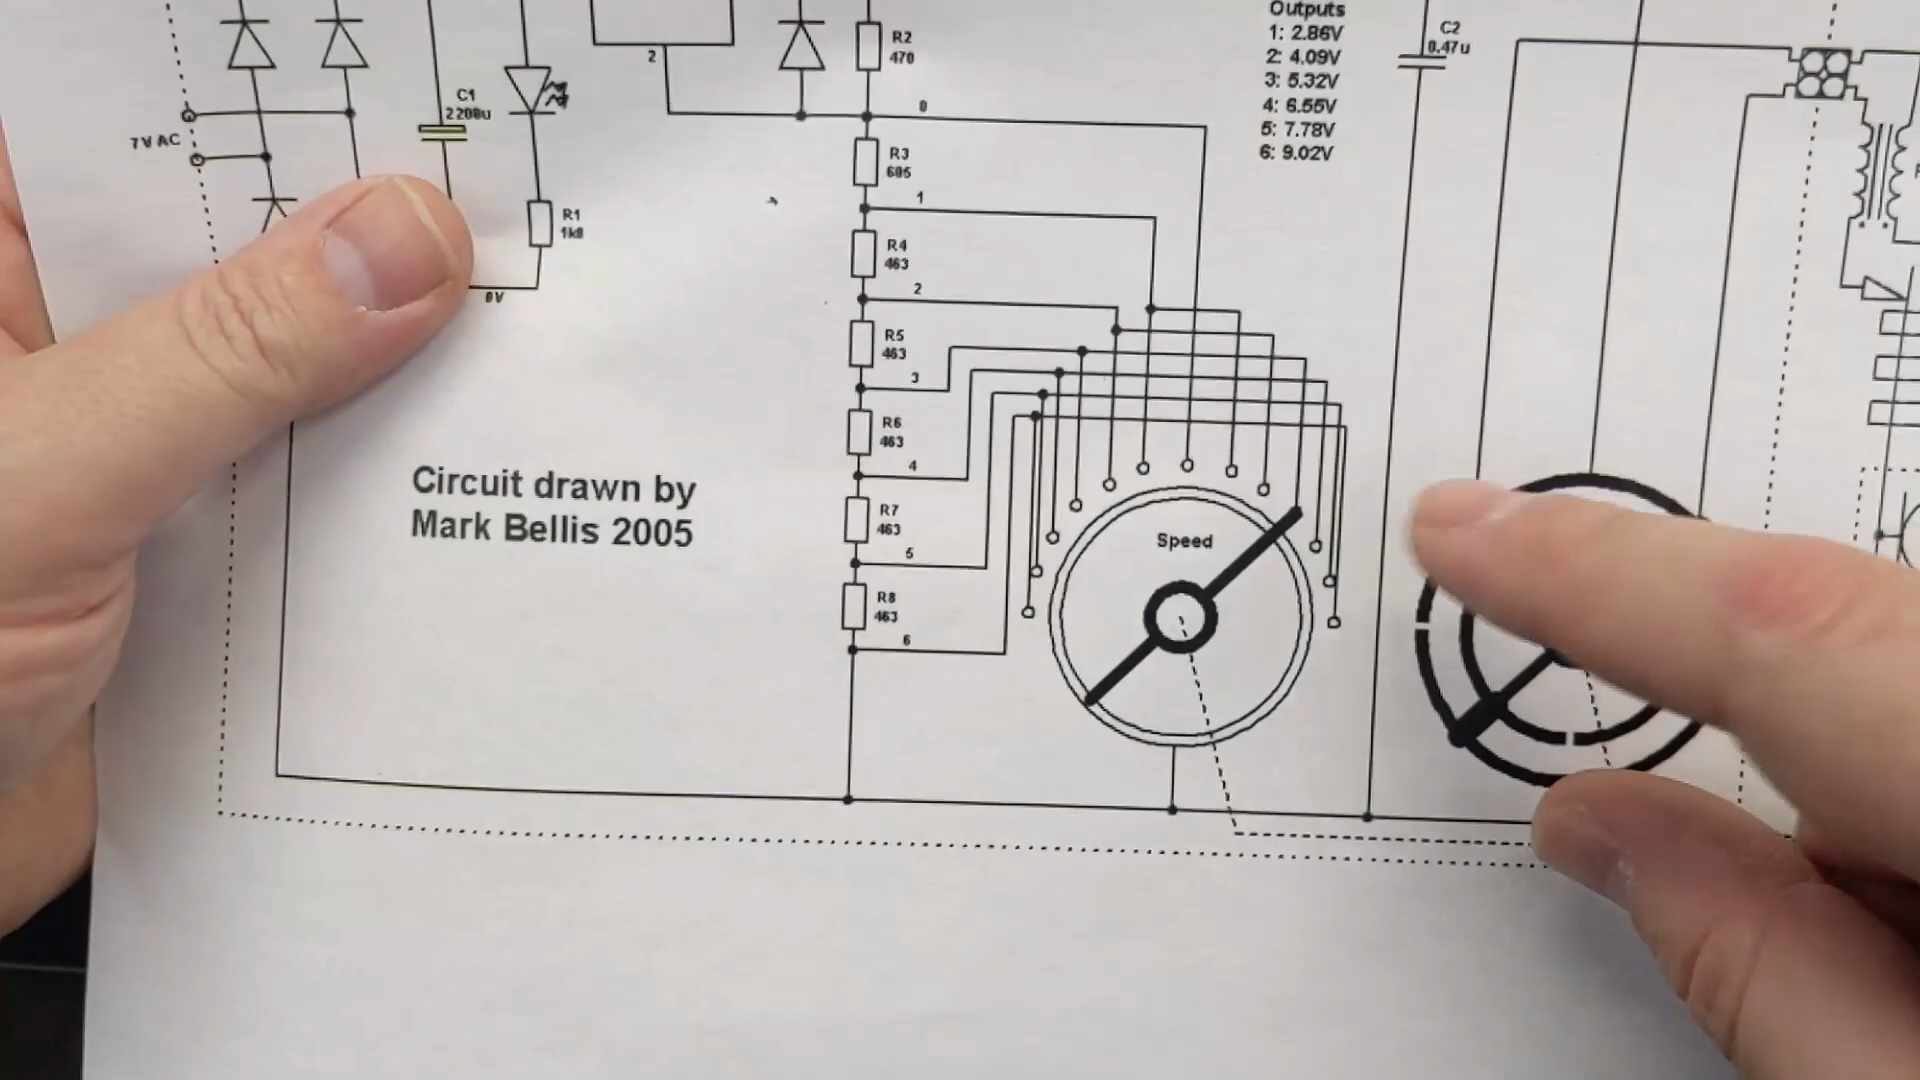 Outputs
1: 2.86V
2: 4.09V
3: 5.32V
4: 6.55V
5: 7.78V
6: 9.02V
C2
0.47u
R2
470
2
C1
2200u
7V AC
0
R3
685
1
R1
1k8
R4
463
2
0V
R5
463
3
R6
463
4
Circuit drawn by
Mark Bellis 2005
R7
463
5
Speed
R8
463
6